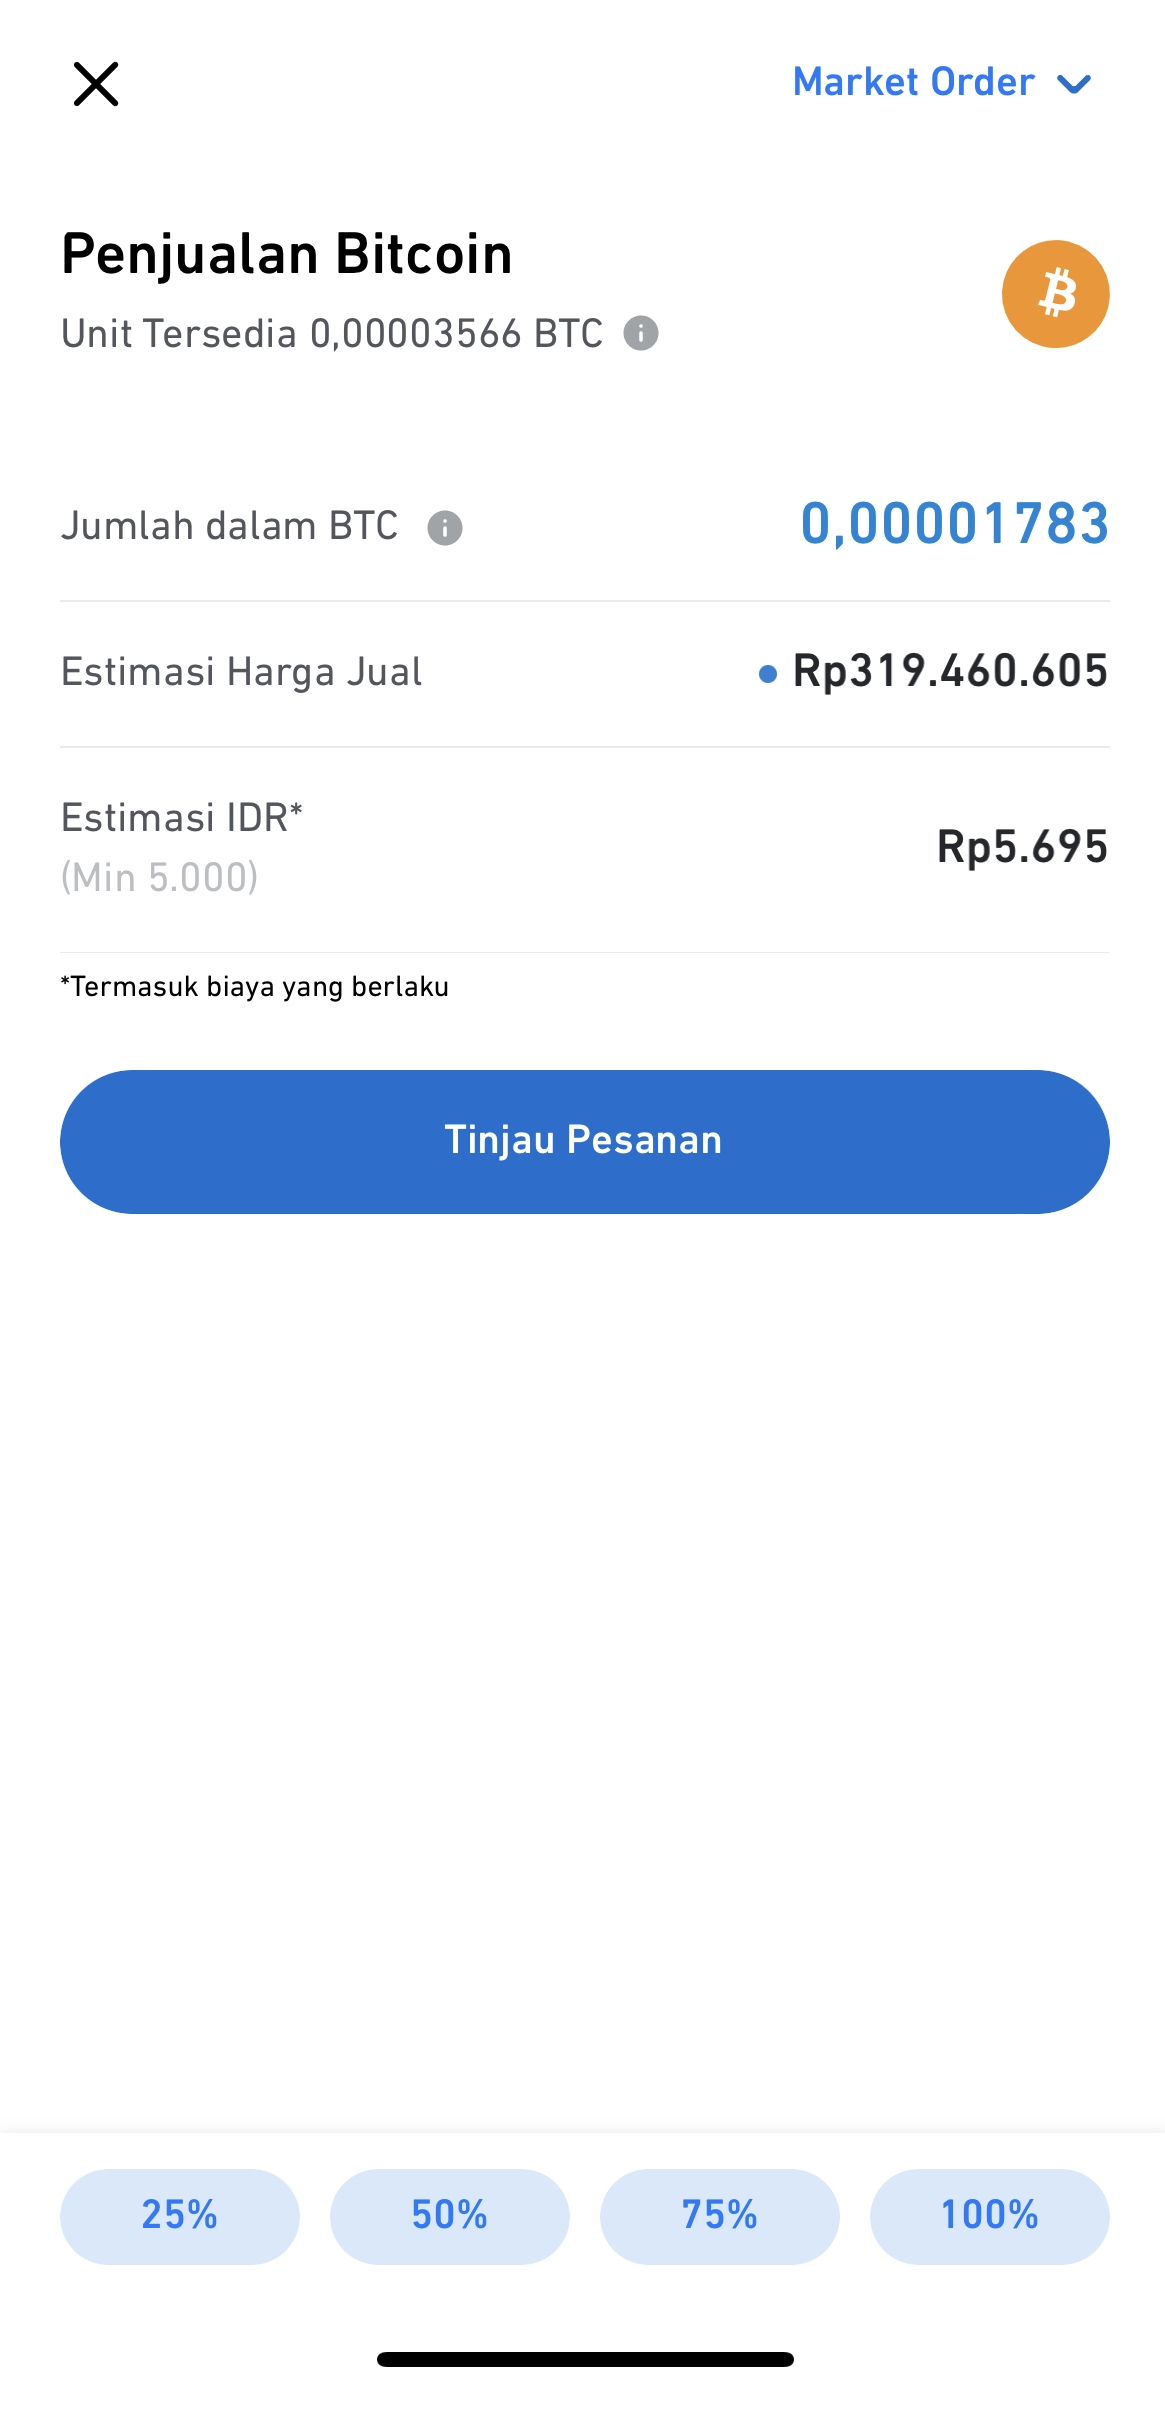 Market Order
Penjualan Bitcoin
Unit Tersedia 0,00003566 BTC
Jumlah dalam BTC 0,00001783
Estimasi Harga Jual Rp319.460.605
Estimasi IDR*
(Min 5.000)
Rp5.695
*Termasuk biaya yang berlaku
Tinjau Pesanan
25% 50% 75% 100%